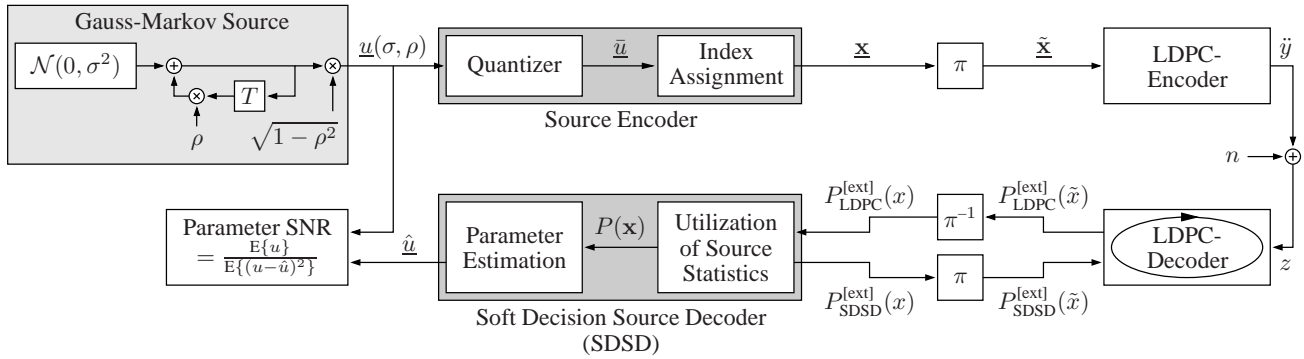 Gauss-Markov Source
𝒩(0, σ²)
T
ρ
√(1 − ρ²)
u̲(σ, ρ)
Quantizer
ū̲
Index
Assignment
Source Encoder
x̲
π
x̲̃
LDPC-
Encoder
ÿ
n
z
Parameter SNR
= E{u} / E{(u-û)²}
û̲
Parameter
Estimation
P(x)
Utilization
of Source
Statistics
Soft Decision Source Decoder
(SDSD)
P_LDPC^[ext](x)
π⁻¹
P_LDPC^[ext](x̃)
P_SDSD^[ext](x)
π
P_SDSD^[ext](x̃)
LDPC-
Decoder